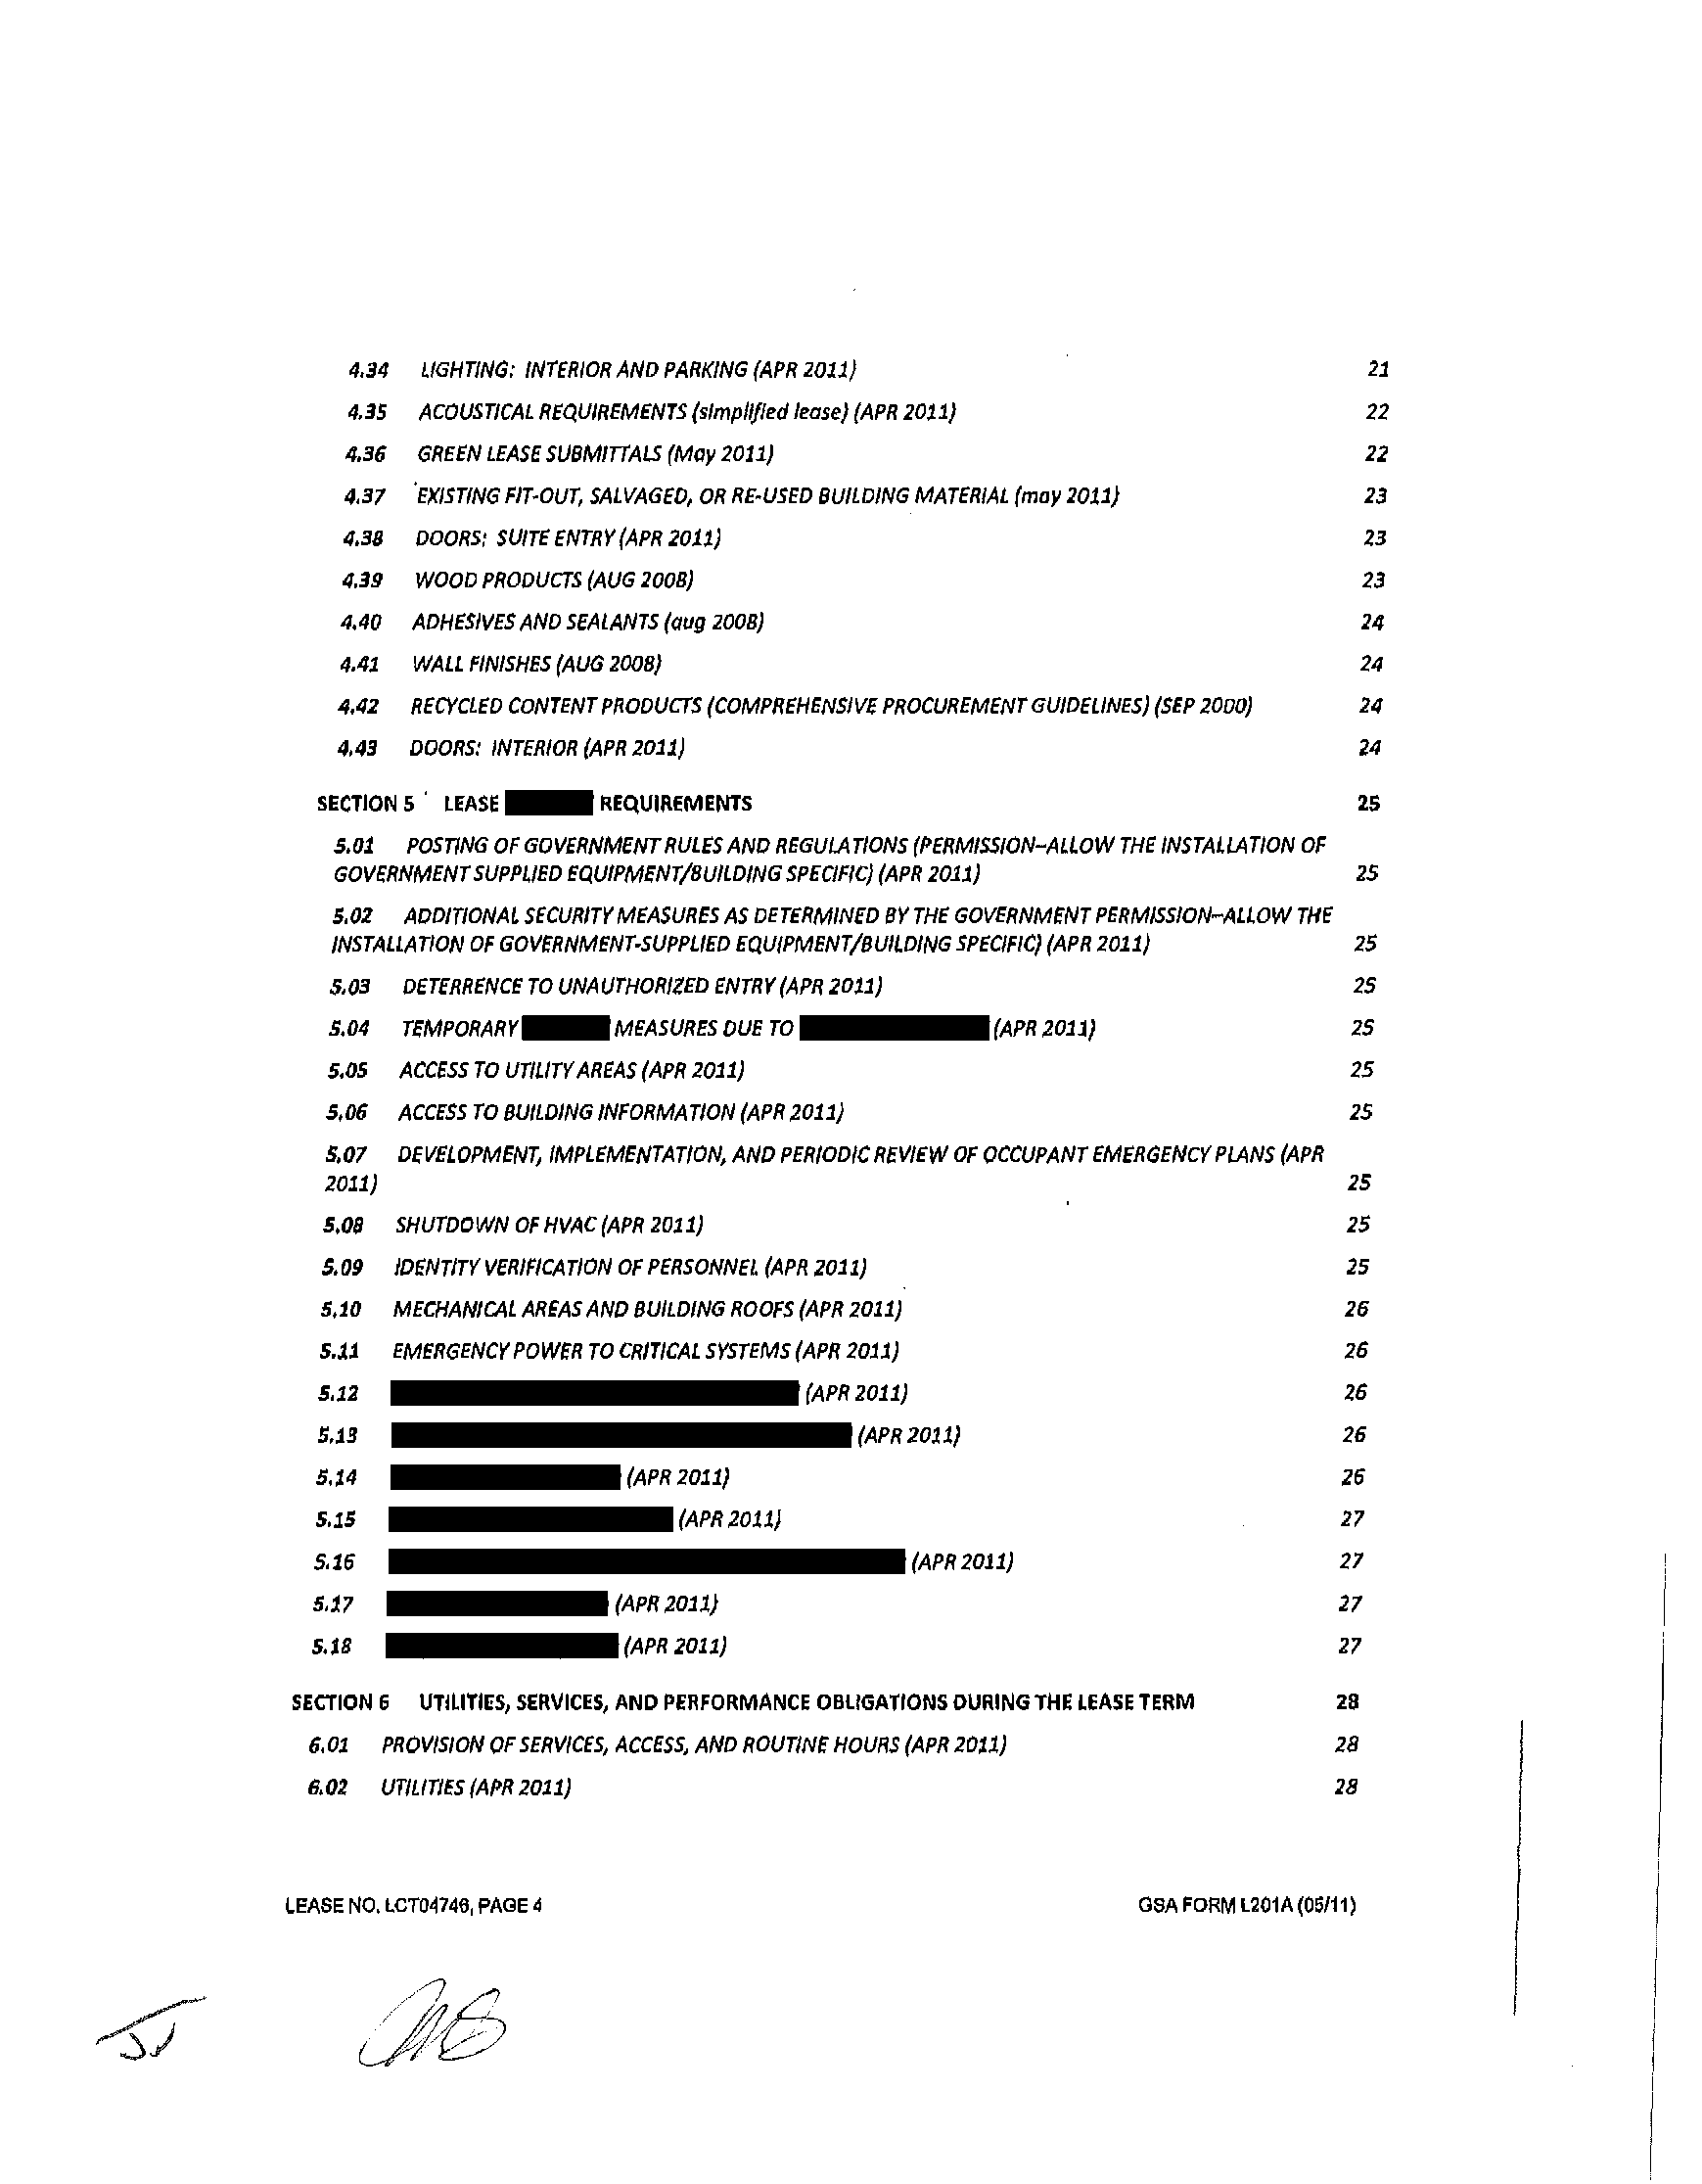 4.34 LIGHTING: INTERIOR AND PARKING (APR 2011) 21
4.35 ACOUSTICAL REQUIREMENTS (simplified lease) (APR 2011) 22
4.36 GREEN LEASE SUBMITTALS (May 2011) 22
4.37 EXISTING FIT-OUT, SALVAGED, OR RE-USED BUILDING MATERIAL (may 2011) 23
4.38 DOORS: SUITE ENTRY (APR 2011) 23
4.39 WOOD PRODUCTS (AUG 2008) 23
4.40 ADHESIVES AND SEALANTS (aug 2008) 24
4.41 WALL FINISHES (AUG 2008) 24
4.42 RECYCLED CONTENT PRODUCTS (COMPREHENSIVE PROCUREMENT GUIDELINES) (SEP 2000) 24
4.43 DOORS: INTERIOR (APR 2011) 24
SECTION 5 LEASE REQUIREMENTS 25
5.01 POSTING OF GOVERNMENT RULES AND REGULATIONS (PERMISSION–ALLOW THE INSTALLATION OF
GOVERNMENT SUPPLIED EQUIPMENT/BUILDING SPECIFIC) (APR 2011) 25
5.02 ADDITIONAL SECURITY MEASURES AS DETERMINED BY THE GOVERNMENT PERMISSION–ALLOW THE
INSTALLATION OF GOVERNMENT-SUPPLIED EQUIPMENT/BUILDING SPECIFIC) (APR 2011) 25
5.03 DETERRENCE TO UNAUTHORIZED ENTRY (APR 2011) 25
5.04 TEMPORARY MEASURES DUE TO (APR 2011) 25
5.05 ACCESS TO UTILITY AREAS (APR 2011) 25
5.06 ACCESS TO BUILDING INFORMATION (APR 2011) 25
5.07 DEVELOPMENT, IMPLEMENTATION, AND PERIODIC REVIEW OF OCCUPANT EMERGENCY PLANS (APR
2011) 25
5.08 SHUTDOWN OF HVAC (APR 2011) 25
5.09 IDENTITY VERIFICATION OF PERSONNEL (APR 2011) 25
5.10 MECHANICAL AREAS AND BUILDING ROOFS (APR 2011) 26
5.11 EMERGENCY POWER TO CRITICAL SYSTEMS (APR 2011) 26
5.12 (APR 2011) 26
5.13 (APR 2011) 26
5.14 (APR 2011) 26
5.15 (APR 2011) 27
5.16 (APR 2011) 27
5.17 (APR 2011) 27
5.18 (APR 2011) 27
SECTION 6 UTILITIES, SERVICES, AND PERFORMANCE OBLIGATIONS DURING THE LEASE TERM 28
6.01 PROVISION OF SERVICES, ACCESS, AND ROUTINE HOURS (APR 2011) 28
6.02 UTILITIES (APR 2011) 28
LEASE NO. LCT04746, PAGE 4 GSA FORM L201A (05/11)